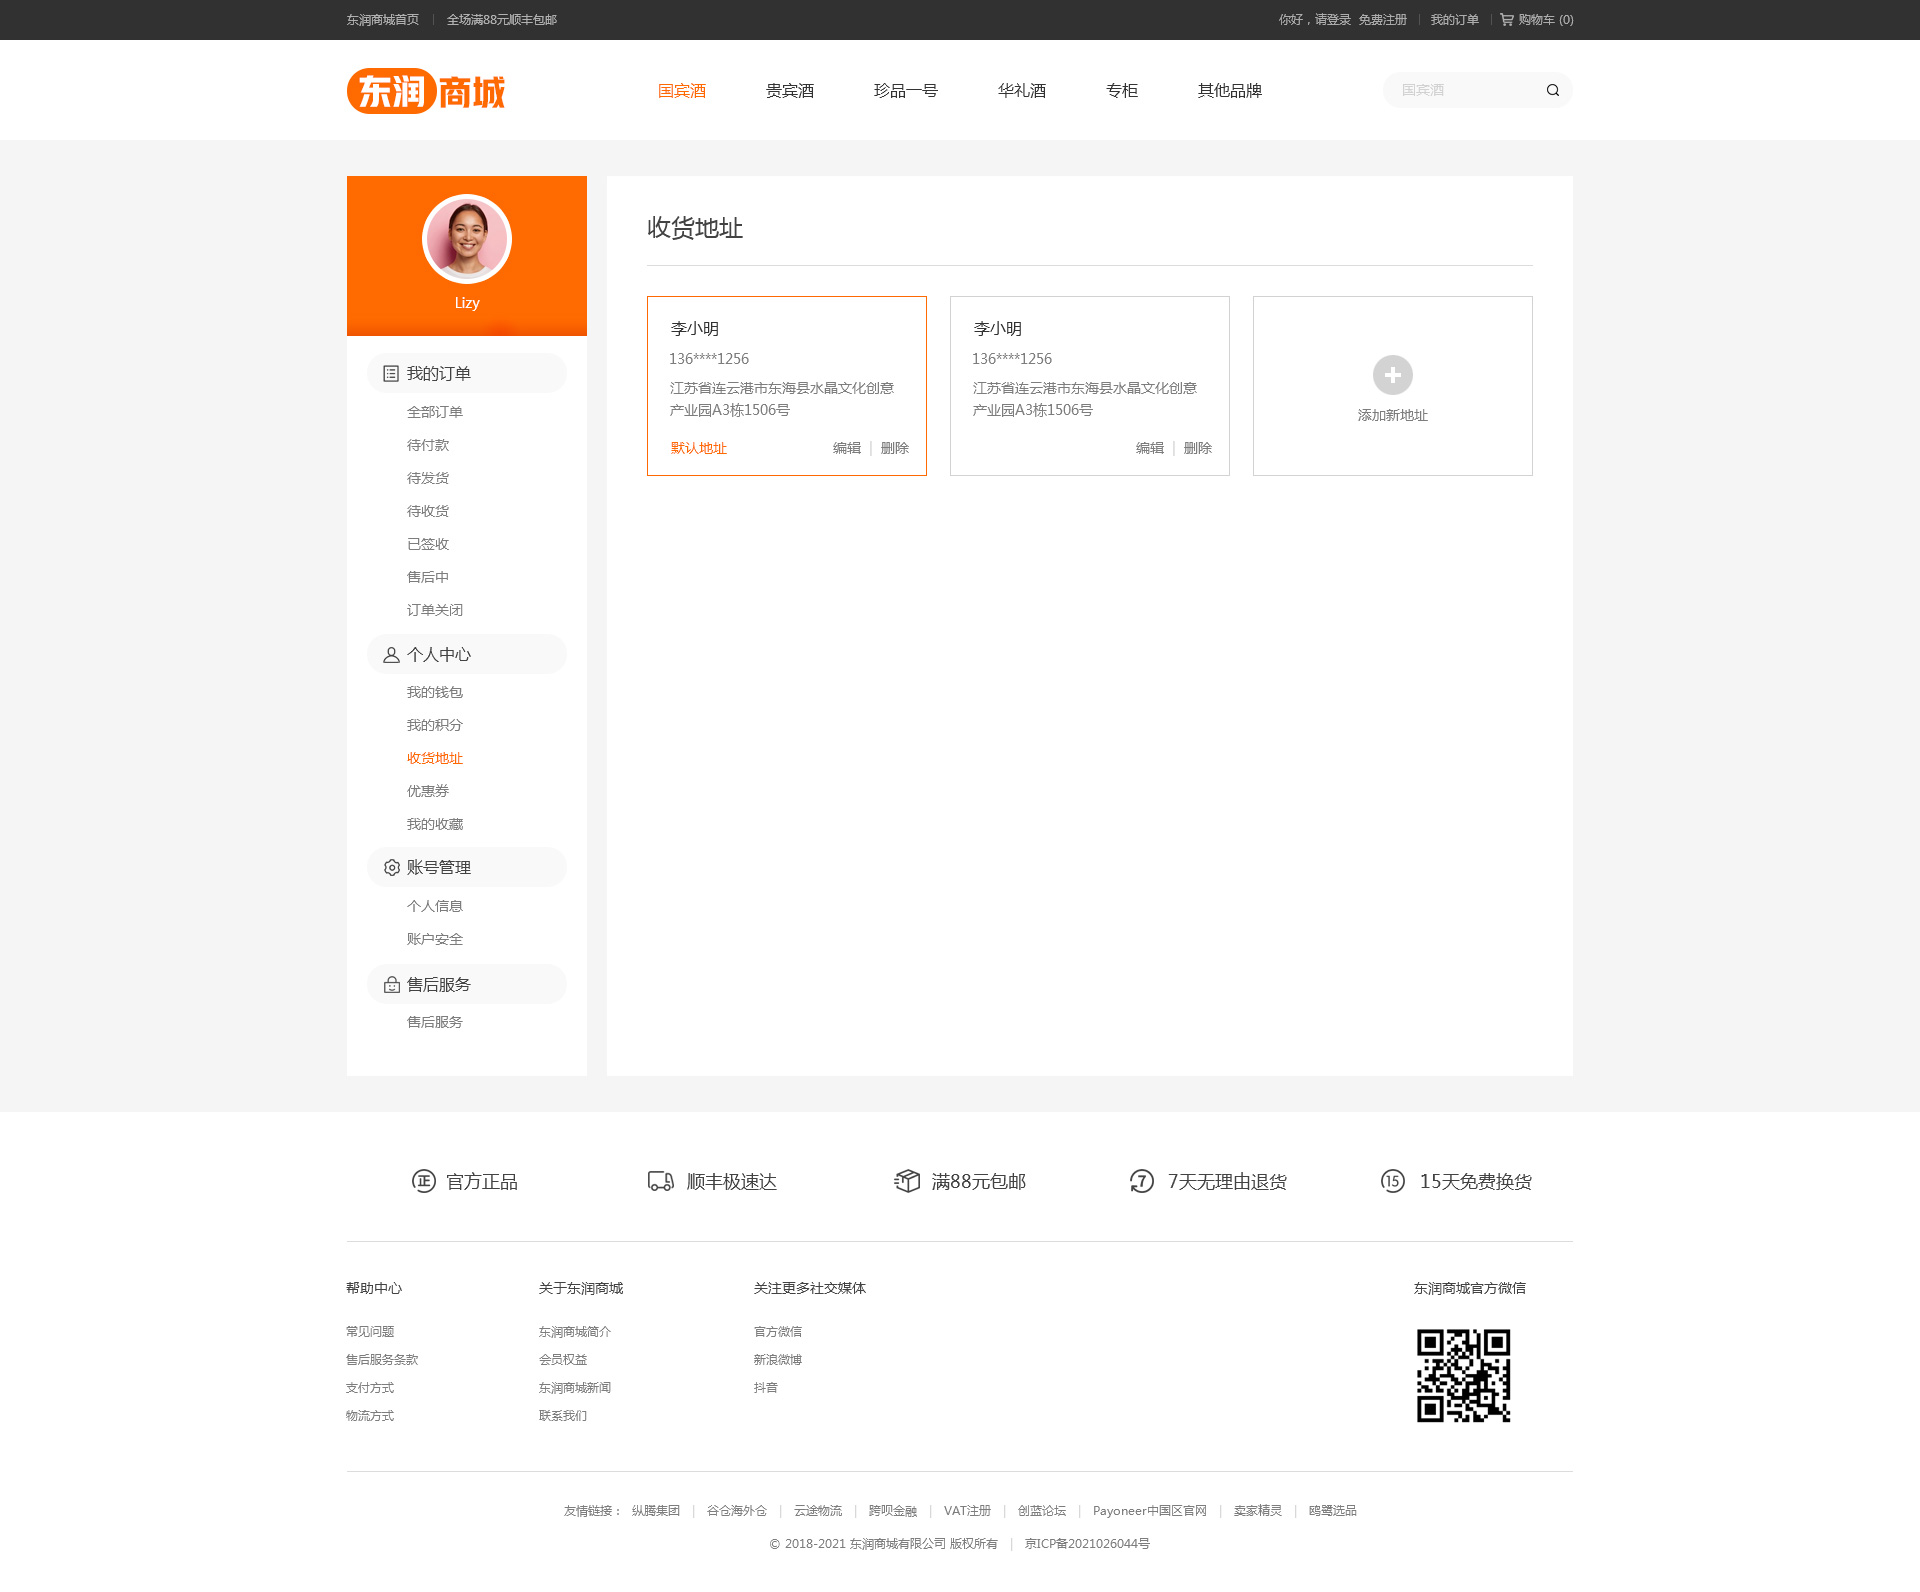 东润商城首页 | 全场满88元顺丰包邮
你好，请登录 免费注册 | 我的订单 | 购物车 (0)
东润商城
国宾酒 贵宾酒 珍品一号 华礼酒 专柜 其他品牌
国宾酒
Lizy
我的订单
全部订单
待付款
待发货
待收货
已签收
售后中
订单关闭
个人中心
我的钱包
我的积分
收货地址
优惠券
我的收藏
账号管理
个人信息
账户安全
售后服务
售后服务
收货地址
李小明
136****1256
江苏省连云港市东海县水晶文化创意
产业园A3栋1506号
默认地址 编辑 | 删除
李小明
136****1256
江苏省连云港市东海县水晶文化创意
产业园A3栋1506号
编辑 | 删除
添加新地址
正 官方正品
顺丰极速达
满88元包邮
7 7天无理由退货
15 15天免费换货
帮助中心
常见问题
售后服务条款
支付方式
物流方式
关于东润商城
东润商城简介
会员权益
东润商城新闻
联系我们
关注更多社交媒体
官方微信
新浪微博
抖音
东润商城官方微信
友情链接： 纵腾集团 | 谷仓海外仓 | 云途物流 | 跨呗金融 | VAT注册 | 创蓝论坛 | Payoneer中国区官网 | 卖家精灵 | 鸥鹭选品
© 2018-2021 东润商城有限公司 版权所有 | 京ICP备2021026044号